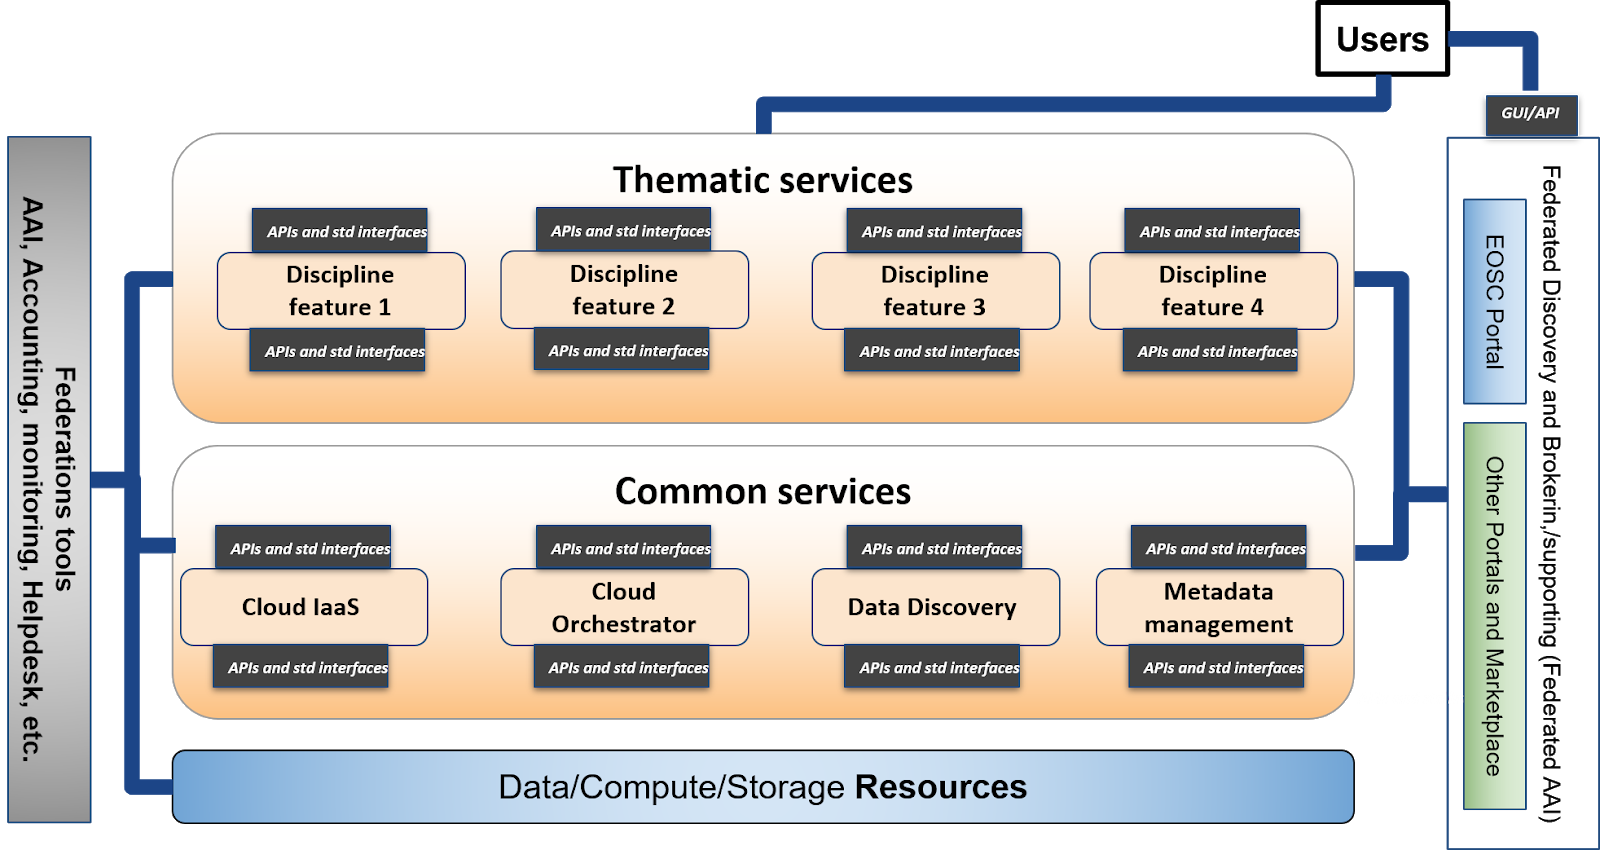 Users
GUI/API
Federations tools
AAI, Accounting, monitoring, Helpdesk, etc.
Thematic services
APIs and std interfaces
APIs and std interfaces
APIs and std interfaces
APIs and std interfaces
Discipline
feature 1
Discipline
feature 2
Discipline
feature 3
Discipline
feature 4
APIs and std interfaces
APIs and std interfaces
APIs and std interfaces
APIs and std interfaces
Common services
APIs and std interfaces
APIs and std interfaces
APIs and std interfaces
APIs and std interfaces
Cloud IaaS
Cloud
Orchestrator
Data Discovery
Metadata
management
APIs and std interfaces
APIs and std interfaces
APIs and std interfaces
APIs and std interfaces
Data/Compute/Storage Resources
Federated Discovery and Brokerin,/supporting (Federated AAI)
EOSC Portal
Other Portals and Marketplace